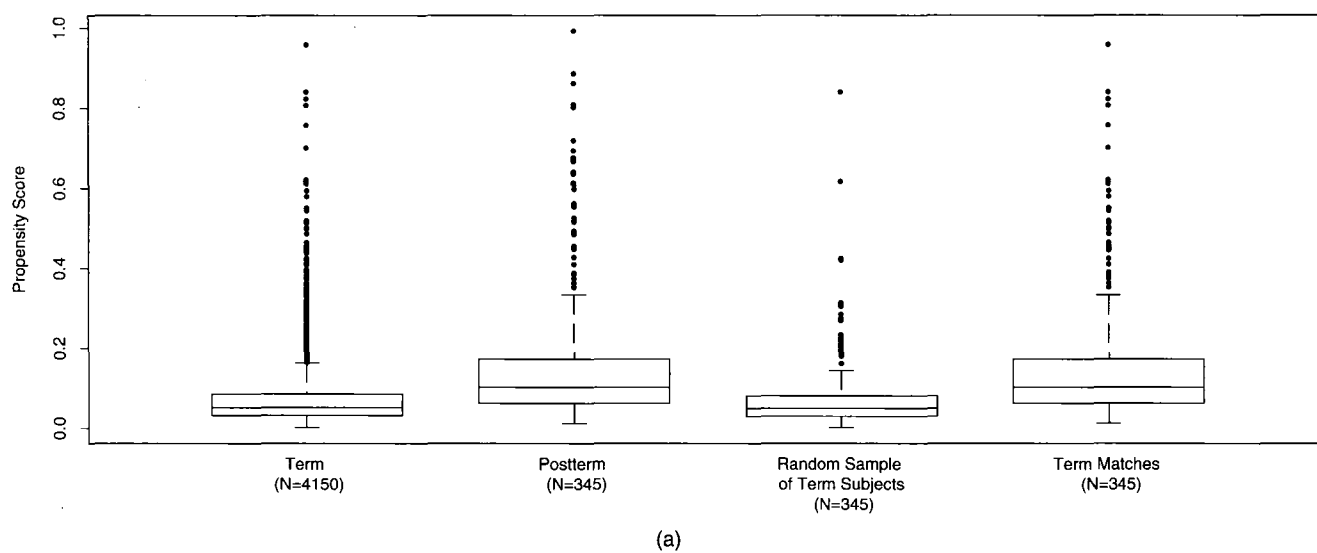 1.0
0.8
0.6
0.4
0.2
0.0
Propensity Score
Term
(N=4150)
Postterm
(N=345)
Random Sample
of Term Subjects
(N=345)
Term Matches
(N=345)
(a)